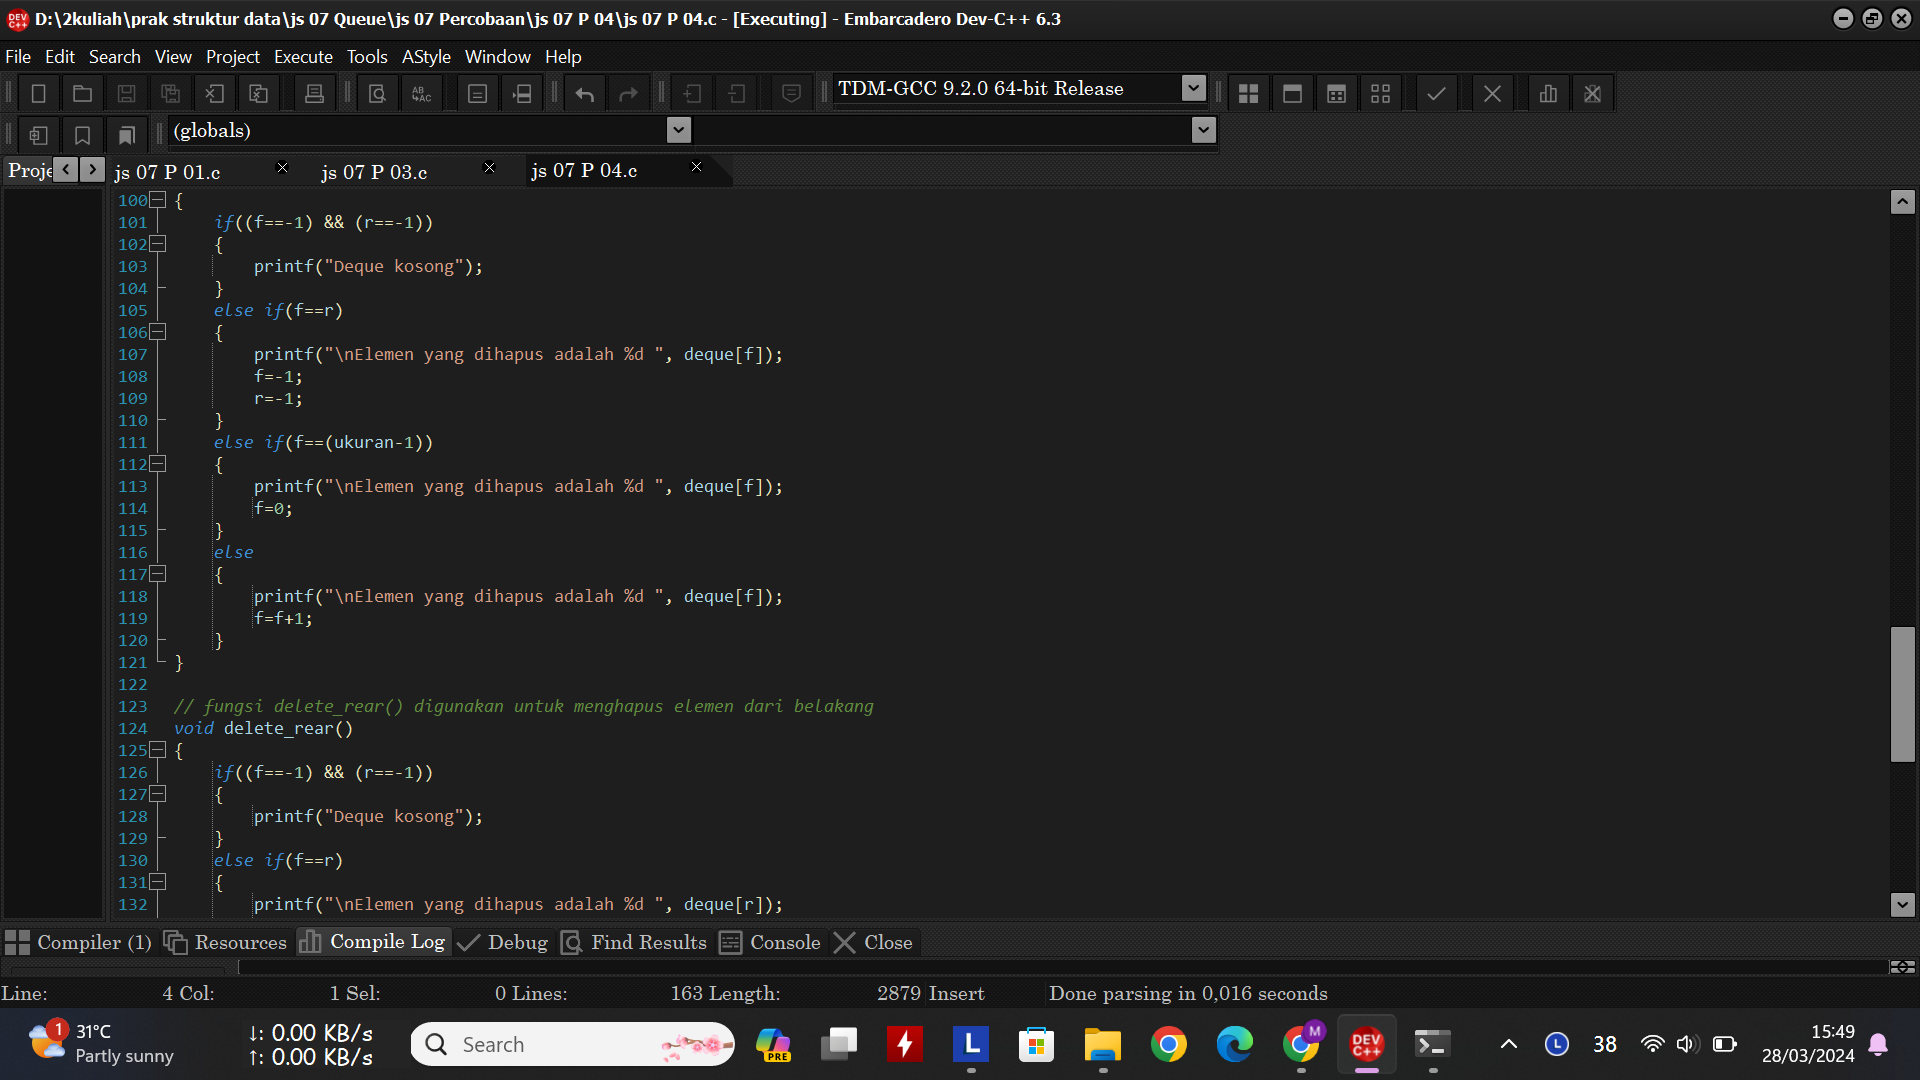 D:\2kuliah\prak struktur data\js 07 Queue\js 07 Percobaan\js 07 P 04\js 07 P 04.c - [Executing] - Embarcadero Dev-C++ 6.3
File Edit Search View Project Execute Tools AStyle Window Help
TDM-GCC 9.2.0 64-bit Release
(globals)
Proje js 07 P 01.c js 07 P 03.c js 07 P 04.c
100 {
101 if((f==-1) && (r==-1))
102 {
103 printf("Deque kosong");
104 }
105 else if(f==r)
106 {
107 printf("\nElemen yang dihapus adalah %d ", deque[f]);
108 f=-1;
109 r=-1;
110 }
111 else if(f==(ukuran-1))
112 {
113 printf("\nElemen yang dihapus adalah %d ", deque[f]);
114 f=0;
115 }
116 else
117 {
118 printf("\nElemen yang dihapus adalah %d ", deque[f]);
119 f=f+1;
120 }
121 }
122
123 // fungsi delete_rear() digunakan untuk menghapus elemen dari belakang
124 void delete_rear()
125 {
126 if((f==-1) && (r==-1))
127 {
128 printf("Deque kosong");
129 }
130 else if(f==r)
131 {
132 printf("\nElemen yang dihapus adalah %d ", deque[r]);
Compiler (1) Resources Compile Log Debug Find Results Console Close
Line: 4 Col: 1 Sel: 0 Lines: 163 Length: 2879 Insert Done parsing in 0,016 seconds
1 31°C
Partly sunny
↓: 0.00 KB/s
↑: 0.00 KB/s
Search
PRE
L
M
DEV C++
L
38
15:49
28/03/2024